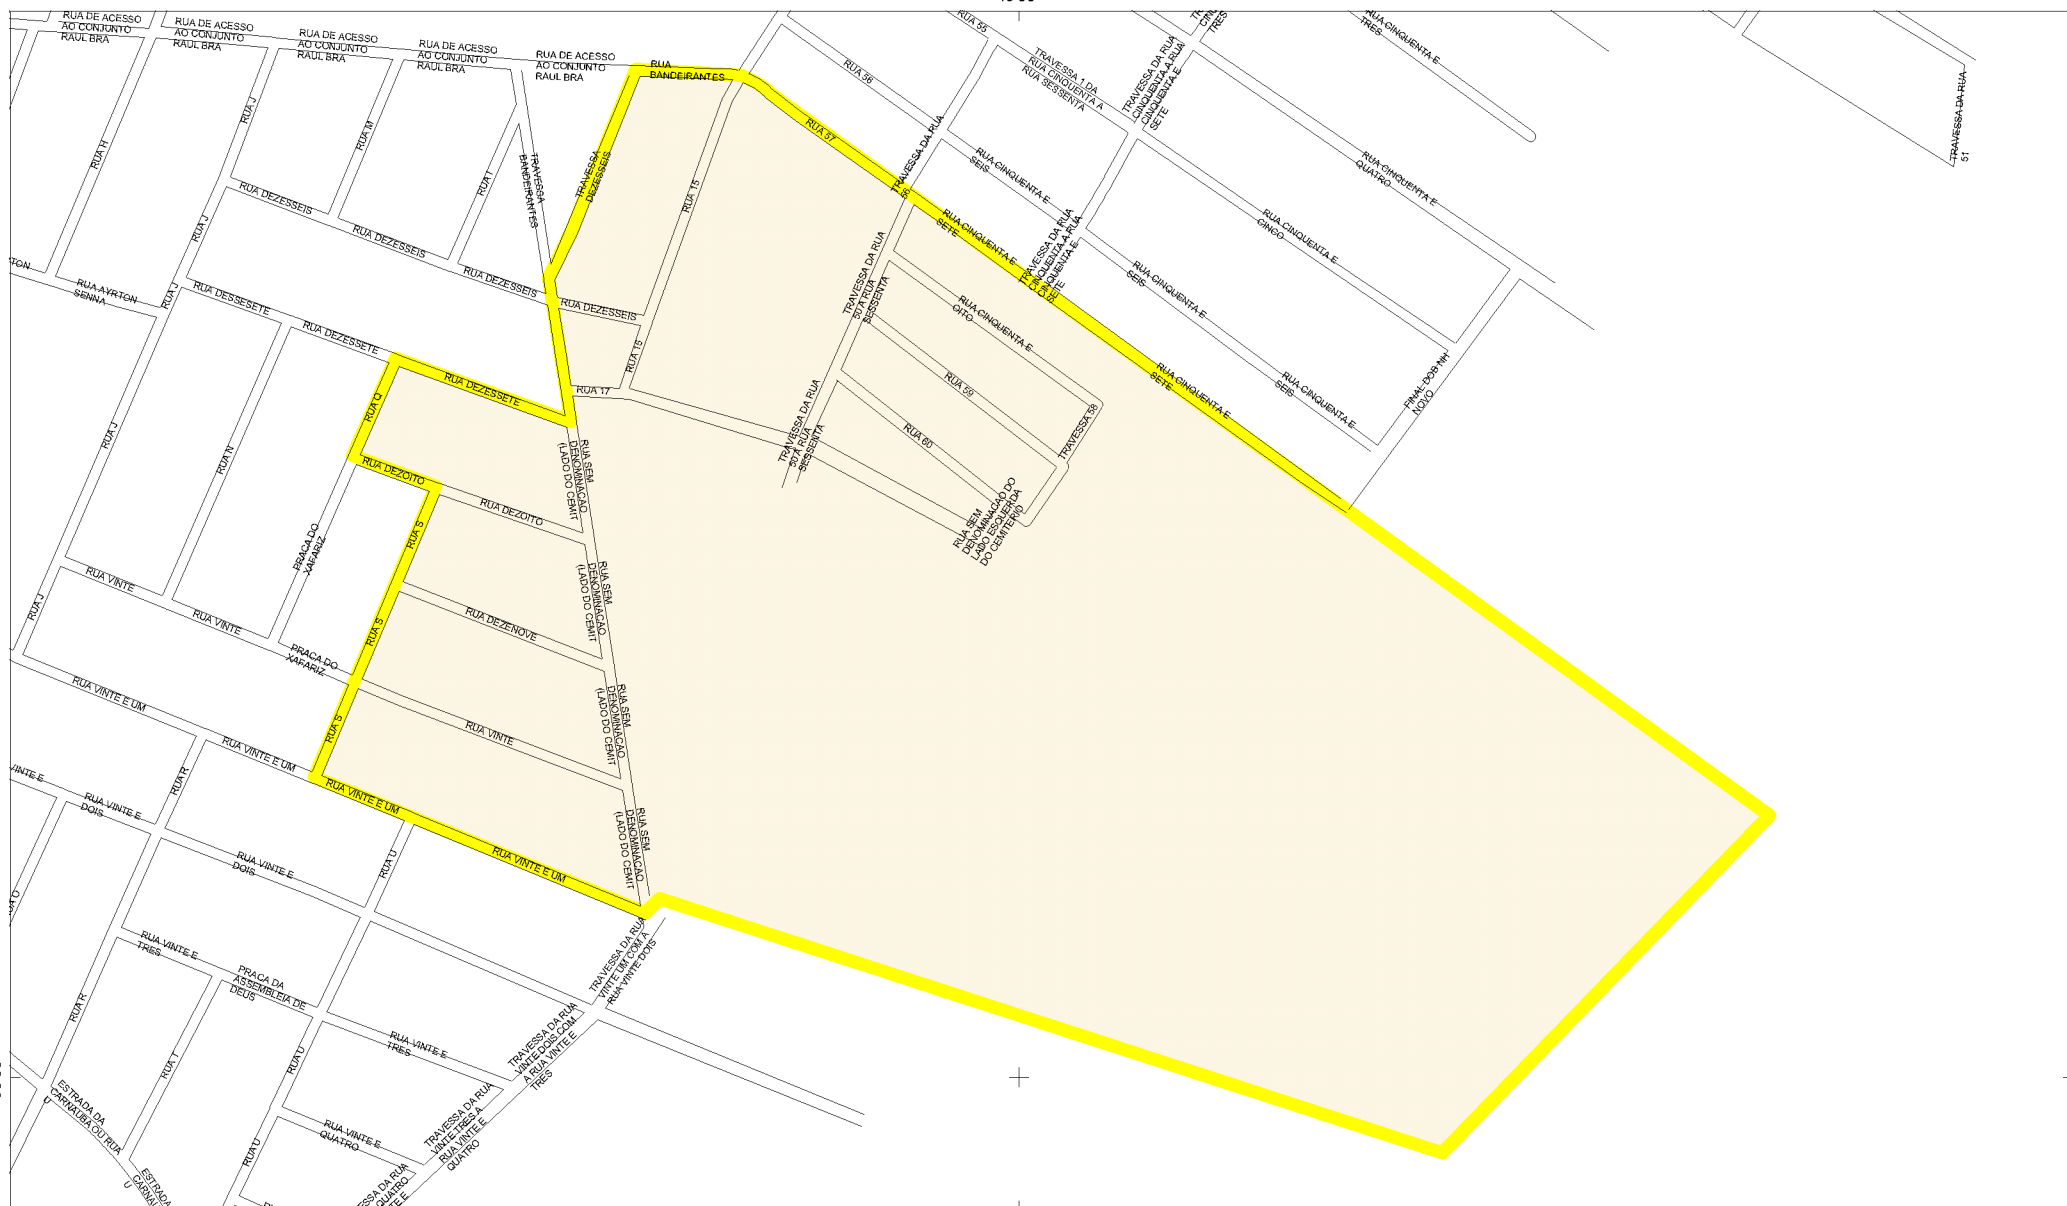 RUA DE ACESSO
AO CONJUNTO
RAUL BRA
RUA DE ACESSO
AO CONJUNTO
RAUL BRA
RUA DE ACESSO
AO CONJUNTO
RAUL BRA
RUA DE ACESSO
AO CONJUNTO
RAUL BRA
RUA DE ACESSO
AO CONJUNTO
RAUL BRA
RUA
BANDEIRANTES
RUA 55
RUA 56
TRAVESSA 1 DA
RUA CINQUENTA A
RUA SESSENTA
TRAVESSA DA RUA
CINQUENTA A RUA
CINQUENTA E
SETE
RUA CINQUENTA E
TRES
TRAVESSA DA RUA
51
RUA H
RUA J
RUA M
RUA I
TRAVESSA
BANDEIRANTES
TRAVESSA
DEZESSEIS
RUA 15
RUA 57
TRAVESSA DA RUA
56
RUA CINQUENTA E
SEIS
RUA CINQUENTA E
QUATRO
RUA DEZESSEIS
RUA J
RUA DEZESSEIS
RUA DEZESSEIS
RUA DEZESSEIS
RUA CINQUENTA E
SETE
TRAVESSA DA RUA
CINQUENTA A RUA
CINQUENTA E
SETE
RUA CINQUENTA E
CINCO
RUA CINQUENTA E
SEIS
TON
RUA AYRTON
SENNA
RUA J
RUA DESSESETE
RUA DEZESSETE
TRAVESSA DA RUA
50 A RUA
SESSENTA
RUA CINQUENTA E
OITO
RUA 15
RUA DEZESSETE
RUA Q
RUA 17
RUA 59
RUA CINQUENTA E
SETE
RUA CINQUENTA E
SEIS
FINAL DOB NH
NOVO
RUA J
RUA N
RUA DEZOITO
RUA SEM
DENOMINACAO
(LADO DO CEMIT
TRAVESSA DA RUA
50 A RUA
SESSENTA
RUA 60
TRAVESSA 58
RUA SEM
DENOMINACAO DO
LADO ESQUERDA
DO CEMITERIO
RUA S
RUA DEZOITO
PRACA DO
XAFARIZ
RUA VINTE
RUA J
RUA VINTE
RUA S
RUA DEZENOVE
RUA SEM
DENOMINACAO
(LADO DO CEMIT
PRACA DO
XAFARIZ
RUA VINTE E UM
RUA VINTE E UM
RUA S
RUA VINTE
RUA SEM
DENOMINACAO
(LADO DO CEMIT
VINTE E
RUA VINTE E
DOIS
RUA R
RUA VINTE E UM
RUA SEM
DENOMINACAO
(LADO DO CEMIT
RUA VINTE E
DOIS
RUA U
RUA VINTE E UM
RUA VINTE E
TRES
PRACA DA
ASSEMBLEIA DE
DEUS
TRAVESSA DA RUA
VINTE UM COM A
RUA VINTE DOIS
RUA R
RUA T
RUA U
RUA VINTE E
TRES
TRAVESSA DA RUA
VINTE DOIS COM
A RUA VINTE E
TRES
ESTRADA DA
CARNAUBA OU RUA
U
RUA U
RUA VINTE E
QUATRO
TRAVESSA DA RUA
VINTE TRES A
RUA VINTE E
QUATRO
ESTRADA
CARNAU
U
ESSA DA RUA
QUATRO
TE E